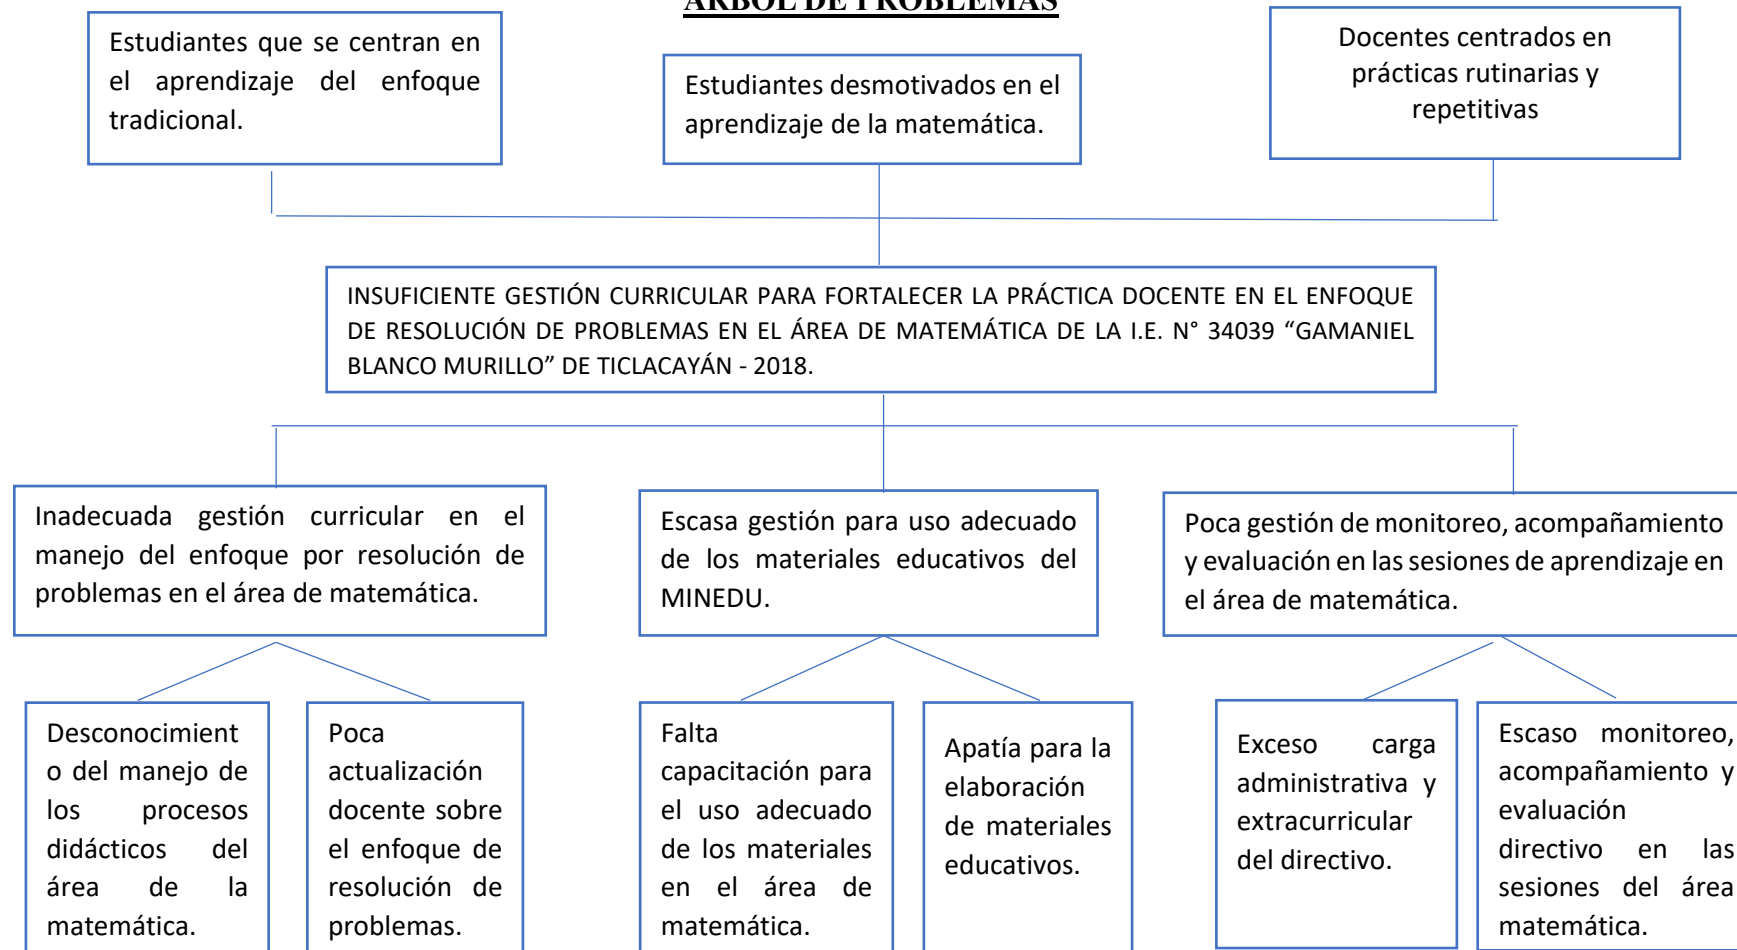 ÁRBOL DE PROBLEMAS
Estudiantes que se centran en
el aprendizaje del enfoque
tradicional.
Estudiantes desmotivados en el
aprendizaje de la matemática.
Docentes centrados en
prácticas rutinarias y
repetitivas
INSUFICIENTE GESTIÓN CURRICULAR PARA FORTALECER LA PRÁCTICA DOCENTE EN EL ENFOQUE
DE RESOLUCIÓN DE PROBLEMAS EN EL ÁREA DE MATEMÁTICA DE LA I.E. N° 34039 “GAMANIEL
BLANCO MURILLO” DE TICLACAYÁN - 2018.
Inadecuada gestión curricular en el
manejo del enfoque por resolución de
problemas en el área de matemática.
Escasa gestión para uso adecuado
de los materiales educativos del
MINEDU.
Poca gestión de monitoreo, acompañamiento
y evaluación en las sesiones de aprendizaje en
el área de matemática.
Desconocimient
o del manejo de
los procesos
didácticos del
área de la
matemática.
Poca
actualización
docente sobre
el enfoque de
resolución de
problemas.
Falta
capacitación para
el uso adecuado
de los materiales
en el área de
matemática.
Apatía para la
elaboración
de materiales
educativos.
Exceso carga
administrativa y
extracurricular
del directivo.
Escaso monitoreo,
acompañamiento y
evaluación
directivo en las
sesiones del área
matemática.